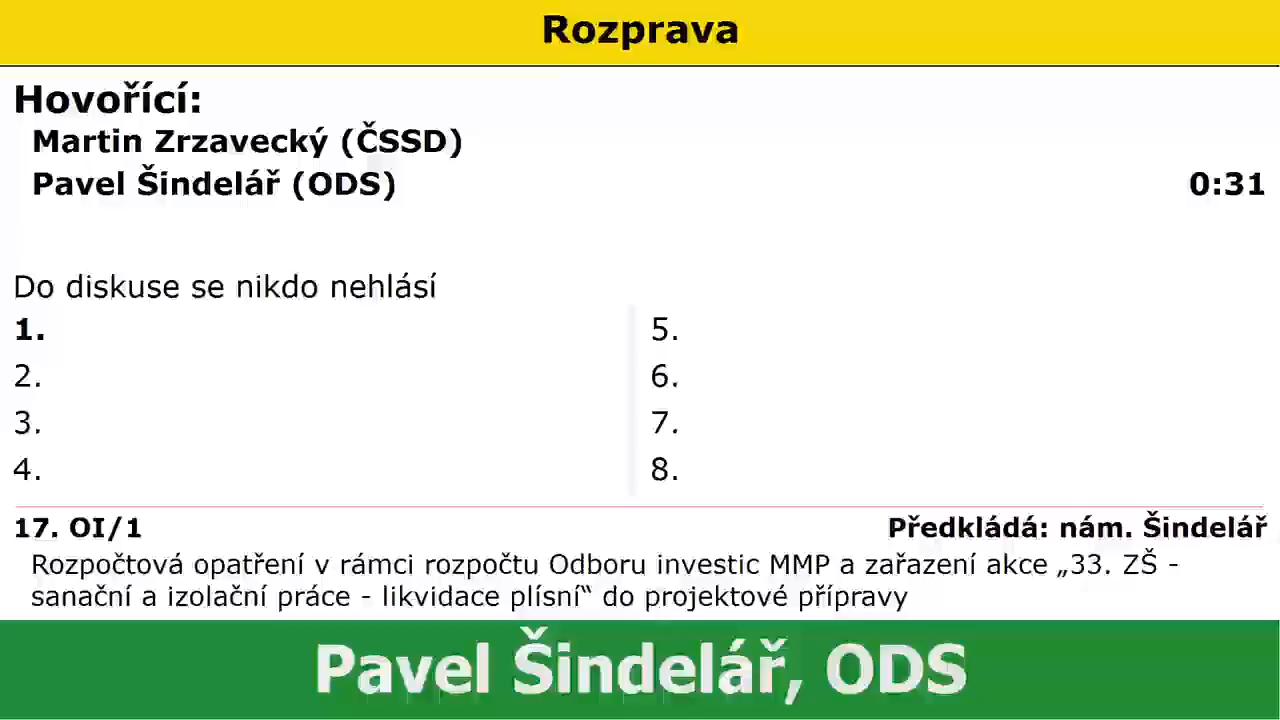 Rozprava
Hovořící:
Martin Zrzavecký (ČSSD)
Pavel Šindelář (ODS) 0:31
Do diskuse se nikdo nehlásí
1. 5.
2. 6.
3. 7.
4. 8.
17. OI/1 Předkládá: nám. Šindelář
Rozpočtová opatření v rámci rozpočtu Odboru investic MMP a zařazení akce „33. ZŠ -
sanační a izolační práce - likvidace plísní“ do projektové přípravy
Pavel Šindelář, ODS